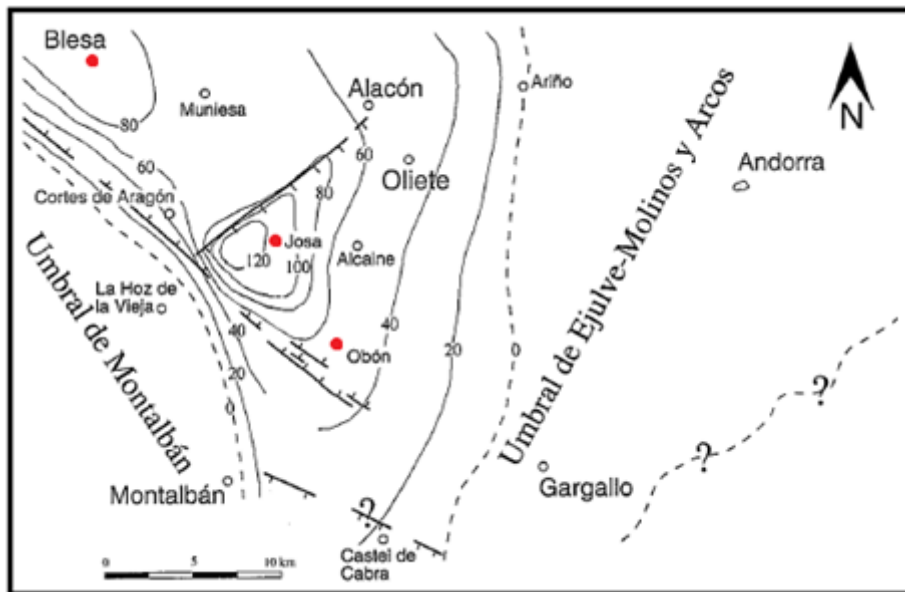 Blesa
Muniesa
80
Alacón
Ariño
N
60
60
Oliete
Andorra
80
Cortes de Aragón
Josa
120
100
Alcaine
La Hoz de
la Vieja
Umbral de Montalbán
40
40
20
0
Obón
20
0
Umbral de Ejulve-Molinos y Arcos
?
?
Montalbán
Gargallo
?
Castel de
Cabra
0 5 10 km